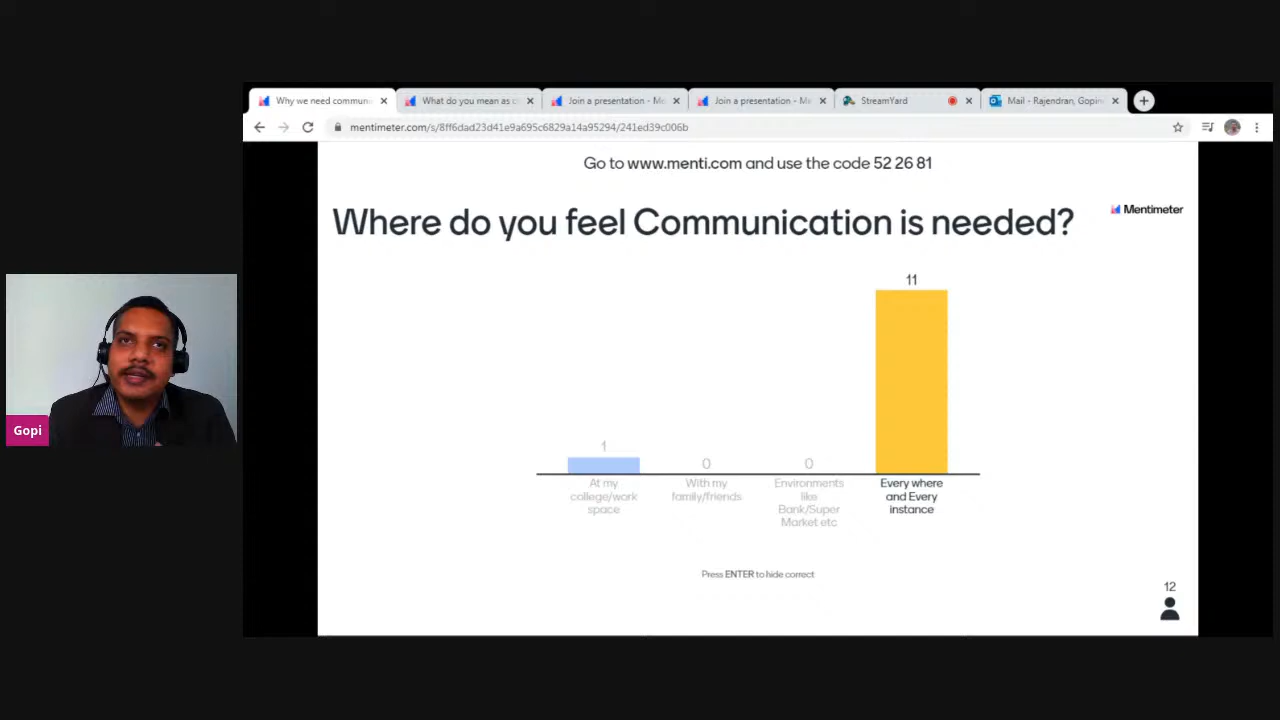 Why we need commun
What do you mean as c
Join a presentation - Me
Join a presentation - Me
StreamYard
Mail - Rajendran, Gopin
mentimeter.com/s/8ff6dad23d41e9a695c6829a14a95294/241ed39c006b
Go to www.menti.com and use the code 52 26 81
Where do you feel Communication is needed?
Mentimeter
11
1
0
0
At my
college/work
space
With my
family/friends
Environments
like
Bank/Super
Market etc
Every where
and Every
instance
Press ENTER to hide correct
12
Gopi